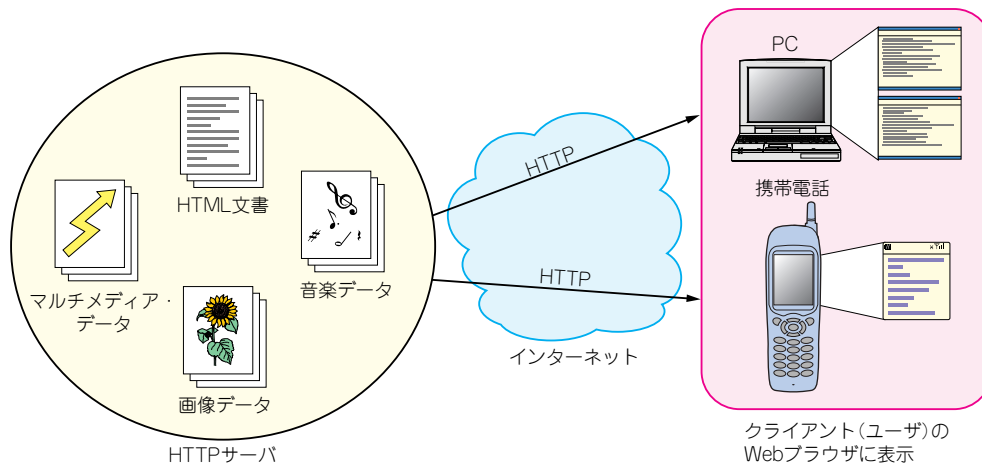 PC
HTML文書
HTTP
携帯電話
マルチメディア・
データ
音楽データ
HTTP
インターネット
画像データ
HTTPサーバ
クライアント(ユーザ)の
Webブラウザに表示